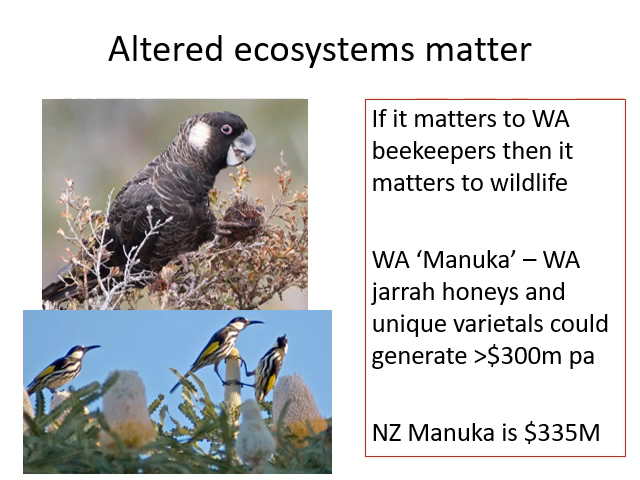 Altered ecosystems matter
If it matters to WA
beekeepers then it
matters to wildlife
WA ‘Manuka’ – WA
jarrah honeys and
unique varietals could
generate >$300m pa
NZ Manuka is $335M